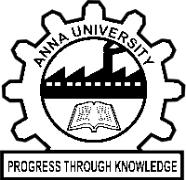 ANNA UNIVERSITY
PROGRESS THROUGH KNOWLEDGE